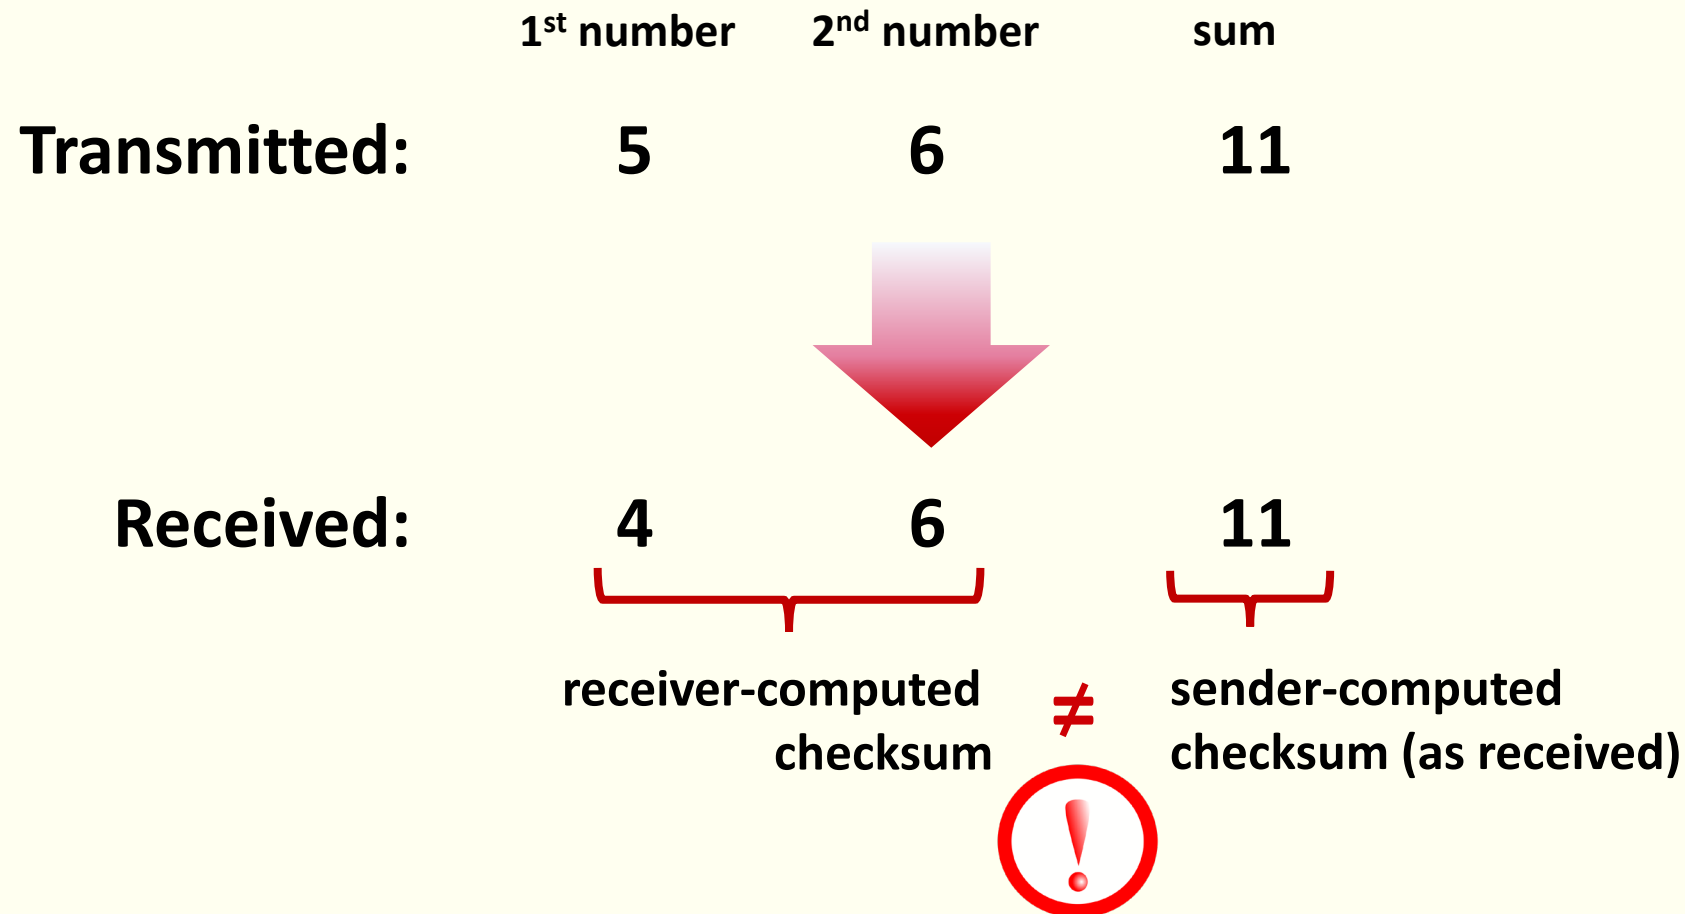 1st number 2nd number sum
Transmitted: 5 6 11
Received: 4 6 11
receiver-computed ≠ sender-computed
checksum checksum (as received)
!